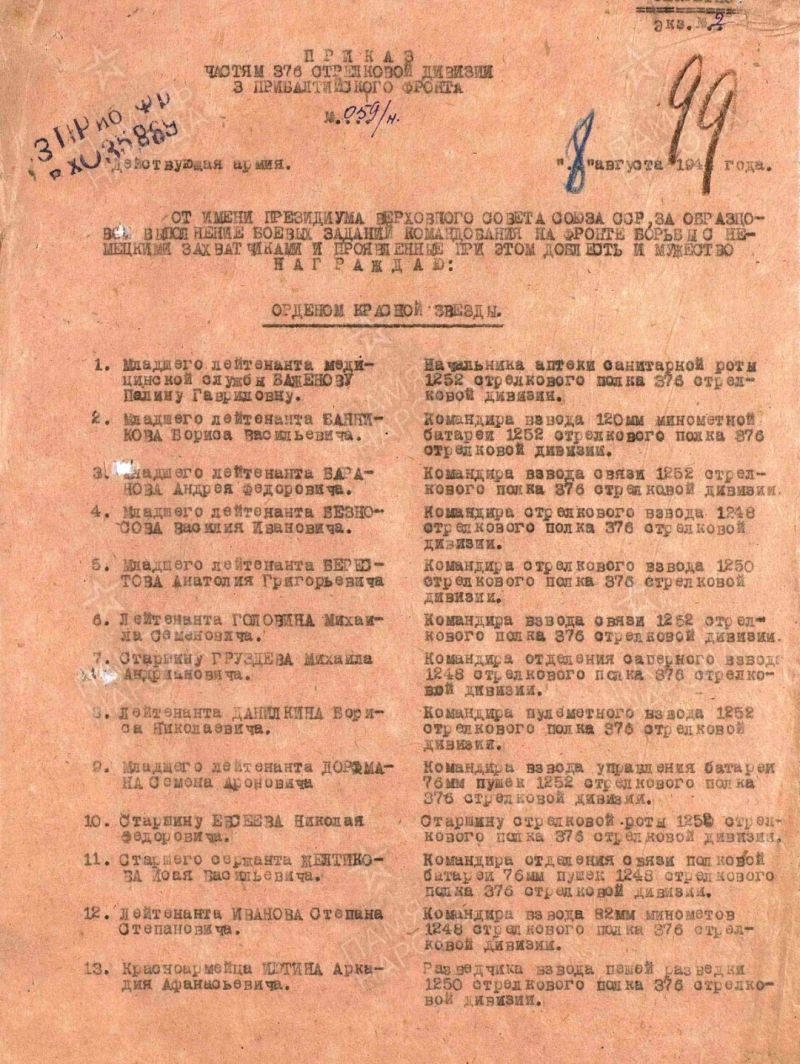 экз.№ 2
П Р И К А З
ЧАСТЯМ 376 СТРЕЛКОВОЙ ДИВИЗИИ
3 ПРИБАЛТИЙСКОГО ФРОНТА
№ 059/н.
99
3 Приб Фр
вх 035869
Действующая армия.
"8" августа 194 года.
ОТ ИМЕНИ ПРЕЗИДИУМА ВЕРХОВНОГО СОВЕТА СОЮЗА ССР, ЗА ОБРАЗЦО-
ВОЕ ВЫПОЛНЕНИЕ БОЕВЫХ ЗАДАНИЙ КОМАНДОВАНИЯ НА ФРОНТЕ БОРЬБЫ С НЕ-
МЕЦКИМИ ЗАХВАТЧИКАМИ И ПРОЯВЛЕННЫЕ ПРИ ЭТОМ ДОБЛЕСТЬ И МУЖЕСТВО
Н А Г Р А Ж Д А Ю:
ОРДЕНОМ КРАСНОЙ ЗВЕЗДЫ.
1. Младшего лейтенанта меди-
цинской службы БАЖЕНОВУ
Полину Гавриловну.
Начальника аптеки санитарной роты
1252 стрелкового полка 376 стрел-
ковой дивизии.
2. Младшего лейтенанта БАННИ-
КОВА Бориса Васильевича.
Командира взвода 120мм минометной
батареи 1252 стрелкового полка 376
стрелковой дивизии.
3. Младшего лейтенанта БАРА-
НОВА Андрея Федоровича.
Командира взвода связи 1252 стрел-
кового полка 376 стрелковой дивизии.
4. Младшего лейтенанта БЕЗНО-
СОВА Василия Ивановича.
Командира стрелкового взвода 1248
стрелкового полка 376 стрелковой
дивизии.
5. Младшего лейтенанта БЕРЕС-
ТОВА Анатолия Григорьевича
Командира стрелкового взвода 1250
стрелкового полка 376 стрелковой
дивизии.
6. Лейтенанта ГОЛОВИНА Михаи-
ла Семеновича.
Командира взвода связи 1252 стрел-
кового полка 376 стрелковой дивизии.
7. Старшину ГРУЗДЕВА Михаила
Андриановича.
Командира отделения саперного взвода
1248 стрелкового полка 376 стрелко-
вой дивизии.
8. Лейтенанта ДАНИЛКИНА Бори-
са Николаевича.
Командира пулеметного взвода 1252
стрелкового полка 376 стрелковой
дивизии.
9. Младшего лейтенанта ДОРФМА-
НА Семена Ароновича
Командира взвода управления батареи
76мм пушек 1252 стрелкового полка
376 стрелковой дивизии.
10. Старшину ЕВСЕЕВА Николая
Федоровича.
Старшину стрелковой роты 1252 стрел-
кового полка 376 стрелковой дивизии.
11. Старшего сержанта ЖЕЛТИКО-
ВА Исая Васильевича.
Командира отделения связи полковой
батареи 76мм пушек 1248 стрелкового
полка 376 стрелковой дивизии.
12. Лейтенанта ИВАНОВА Степана
Степановича.
Командира взвода 82мм минометов
1248 стрелкового полка 376 стрел-
ковой дивизии.
13. Красноармейца Арка-
дия Афанасьевича.
Разведчика взвода пешей разведки
1250 стрелкового полка 376 стрелко-
вой дивизии.